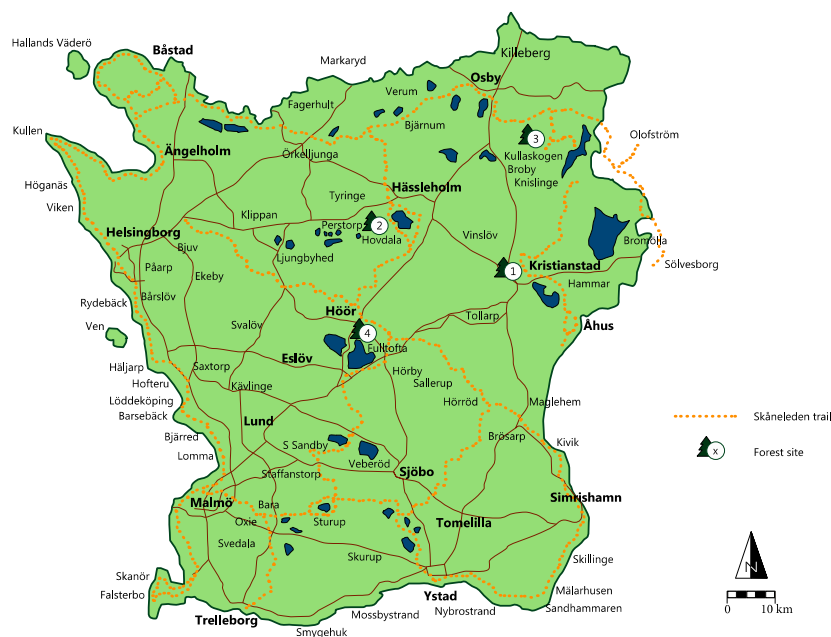 Killeberg
Hallands Väderö
Båstad
Markaryd
Osby
Verum
Fagerhult
Bjärnum
Kullen
3
Olofström
Ängelholm
Örkelljunga
Kullaskogen
Broby
Knislinge
Höganäs
Viken
Tyringe
Hässleholm
Klippan
Perstorp
2
Helsingborg
Vinslöv
Bjuv
Hovdala
Bromölla
Ljungbyhed
Påarp
Ekeby
1
Kristianstad
Sölvesborg
Hammar
Rydebäck
Bårslöv
Höör
Tollarp
Ven
Svalöv
4
Åhus
Fulltofta
Eslöv
Häljarp
Saxtorp
Hörby
Hofteru
Kävlinge
Sallerup
Löddeköping
Hörröd
Maglehem
Barsebäck
Skåneleden trail
Lund
Bjärred
S Sandby
Brösarp
Kivik
Lomma
Veberöd
x
Forest site
Staffanstorp
Sjöbo
Malmö
Bara
Simrishamn
Oxie
Sturup
Tomelilla
Svedala
Skurup
Skillinge
N
Skanör
Falsterbo
Ystad
Mälarhusen
Nybrostrand
Sandhammaren
Mossbystrand
Trelleborg
Smygehuk
0 10 km